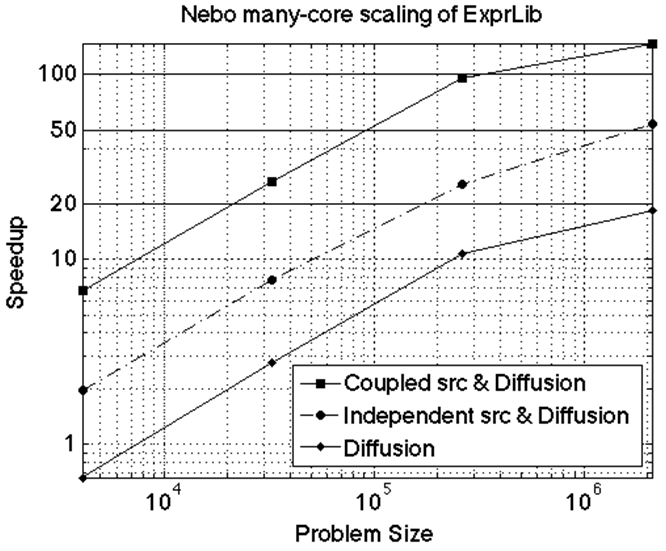 Nebo many-core scaling of ExprLib
100
50
20
10
1
Speedup
Coupled src & Diffusion
Independent src & Diffusion
Diffusion
10^4 10^5 10^6
Problem Size